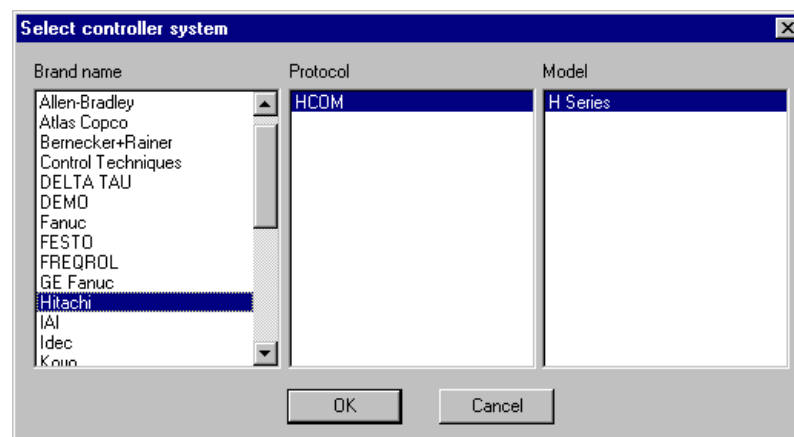 Select controller system
Brand name
Protocol
Model
Allen-Bradley
Atlas Copco
Bernecker+Rainer
Control Techniques
DELTA TAU
DEMO
Fanuc
FESTO
FREQROL
GE Fanuc
Hitachi
IAI
Idec
HCOM
H Series
OK
Cancel